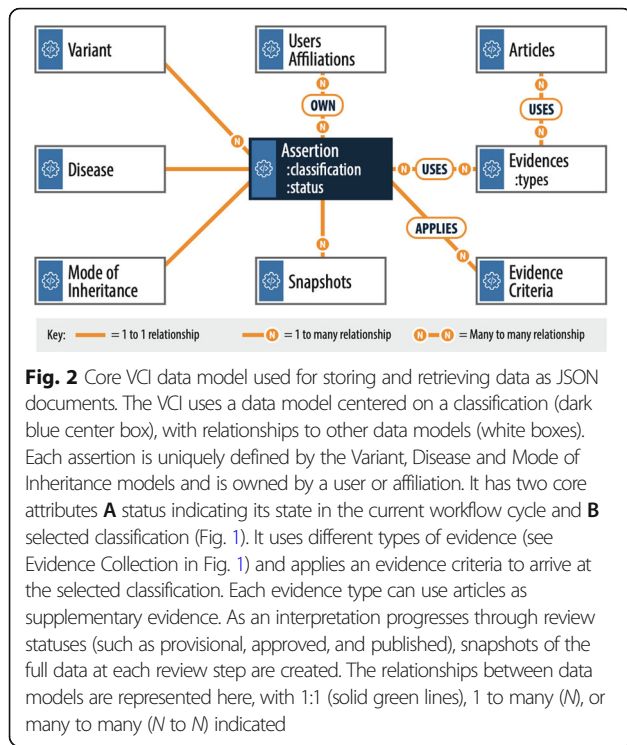 Variant
Users
Affiliations
Articles
N
N
OWN
USES
N
N
N
Disease
Assertion
:classification
:status
N
USES
N
Evidences
:types
APPLIES
Mode of
Inheritance
N
Snapshots
N
Evidence
Criteria
Key:
= 1 to 1 relationship
N
= 1 to many relationship
N
N
= Many to many relationship
Fig. 2 Core VCI data model used for storing and retrieving data as JSON
documents. The VCI uses a data model centered on a classification (dark
blue center box), with relationships to other data models (white boxes).
Each assertion is uniquely defined by the Variant, Disease and Mode of
Inheritance models and is owned by a user or affiliation. It has two core
attributes A status indicating its state in the current workflow cycle and B
selected classification (Fig. 1). It uses different types of evidence (see
Evidence Collection in Fig. 1) and applies an evidence criteria to arrive at
the selected classification. Each evidence type can use articles as
supplementary evidence. As an interpretation progresses through review
statuses (such as provisional, approved, and published), snapshots of the
full data at each review step are created. The relationships between data
models are represented here, with 1:1 (solid green lines), 1 to many (N), or
many to many (N to N) indicated